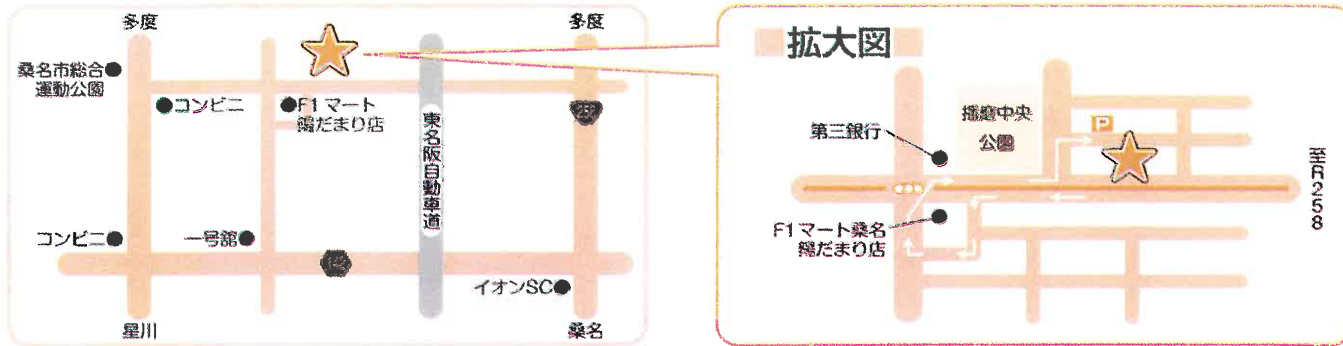 多度
多度
桑名市総合
運動公園
コンビニ
F1マート
陽だまり店
東名阪自動車道
コンビニ
一号舘
イオンSC
星川
桑名
拡大図
播磨中央
公園
P
第三銀行
F1マート桑名
陽だまり店
至R258